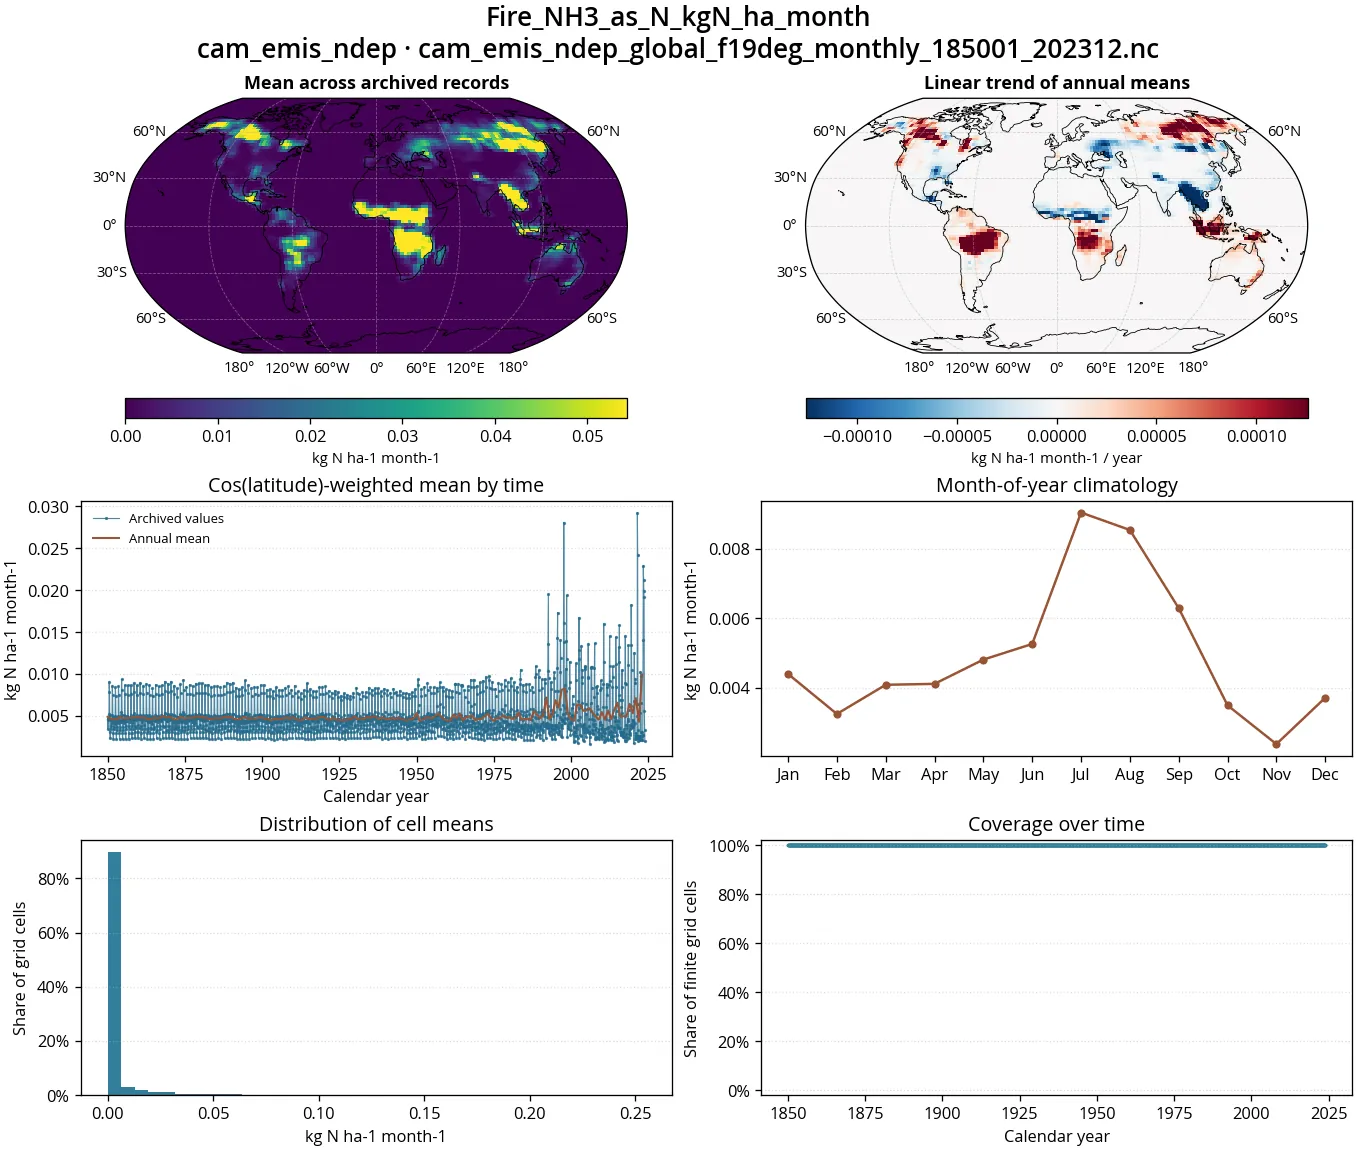 Fire_NH3_as_N_kgN_ha_month
cam_emis_ndep · cam_emis_ndep_global_f19deg_monthly_185001_202312.nc
Mean across archived records
60°N 60°N
30°N 30°N
0° 0°
30°S 30°S
60°S 60°S
180° 120°W 60°W 0° 60°E 120°E 180°
0.00 0.01 0.02 0.03 0.04 0.05
kg N ha-1 month-1
Linear trend of annual means
60°N 60°N
30°N 30°N
0° 0°
30°S 30°S
60°S 60°S
180° 120°W 60°W 0° 60°E 120°E 180°
−0.00010 −0.00005 0.00000 0.00005 0.00010
kg N ha-1 month-1 / year
Cos(latitude)-weighted mean by time
kg N ha-1 month-1
0.030
0.025
0.020
0.015
0.010
0.005
Archived values
Annual mean
1850 1875 1900 1925 1950 1975 2000 2025
Calendar year
Month-of-year climatology
kg N ha-1 month-1
0.008
0.006
0.004
Jan Feb Mar Apr May Jun Jul Aug Sep Oct Nov Dec
Distribution of cell means
Share of grid cells
80%
60%
40%
20%
0%
0.00 0.05 0.10 0.15 0.20 0.25
kg N ha-1 month-1
Coverage over time
Share of finite grid cells
100%
80%
60%
40%
20%
0%
1850 1875 1900 1925 1950 1975 2000 2025
Calendar year